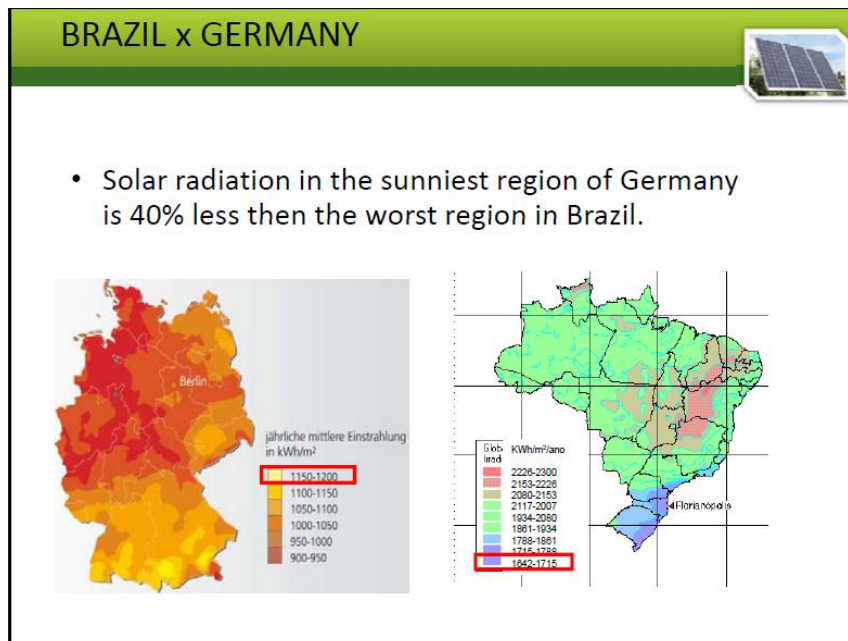 BRAZIL x GERMANY
• Solar radiation in the sunniest region of Germany
is 40% less then the worst region in Brazil.
Berlin
jährliche mittlere Einstrahlung
in kWh/m²
1150-1200
1100-1150
1050-1100
1000-1050
950-1000
900-950
KWh/m²/ano
2226-2300
2153-2226
2080-2153
2117-2007
1934-2080
1861-1934
1788-1861
1715-1788
1642-1715
Florianópolis